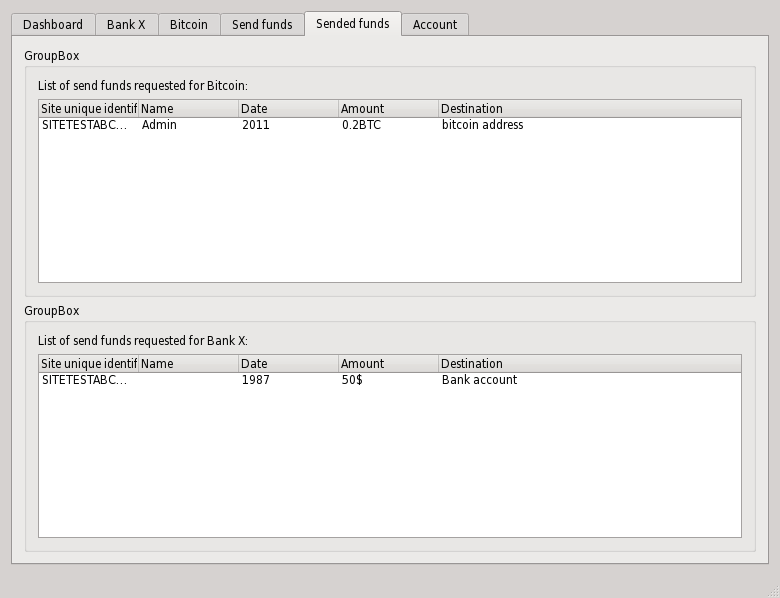 Dashboard Bank X Bitcoin Send funds Sended funds Account
GroupBox
List of send funds requested for Bitcoin:
Site unique identif Name Date Amount Destination
SITETESTABC... Admin 2011 0.2BTC bitcoin address
GroupBox
List of send funds requested for Bank X:
Site unique identif Name Date Amount Destination
SITETESTABC... 1987 50$ Bank account